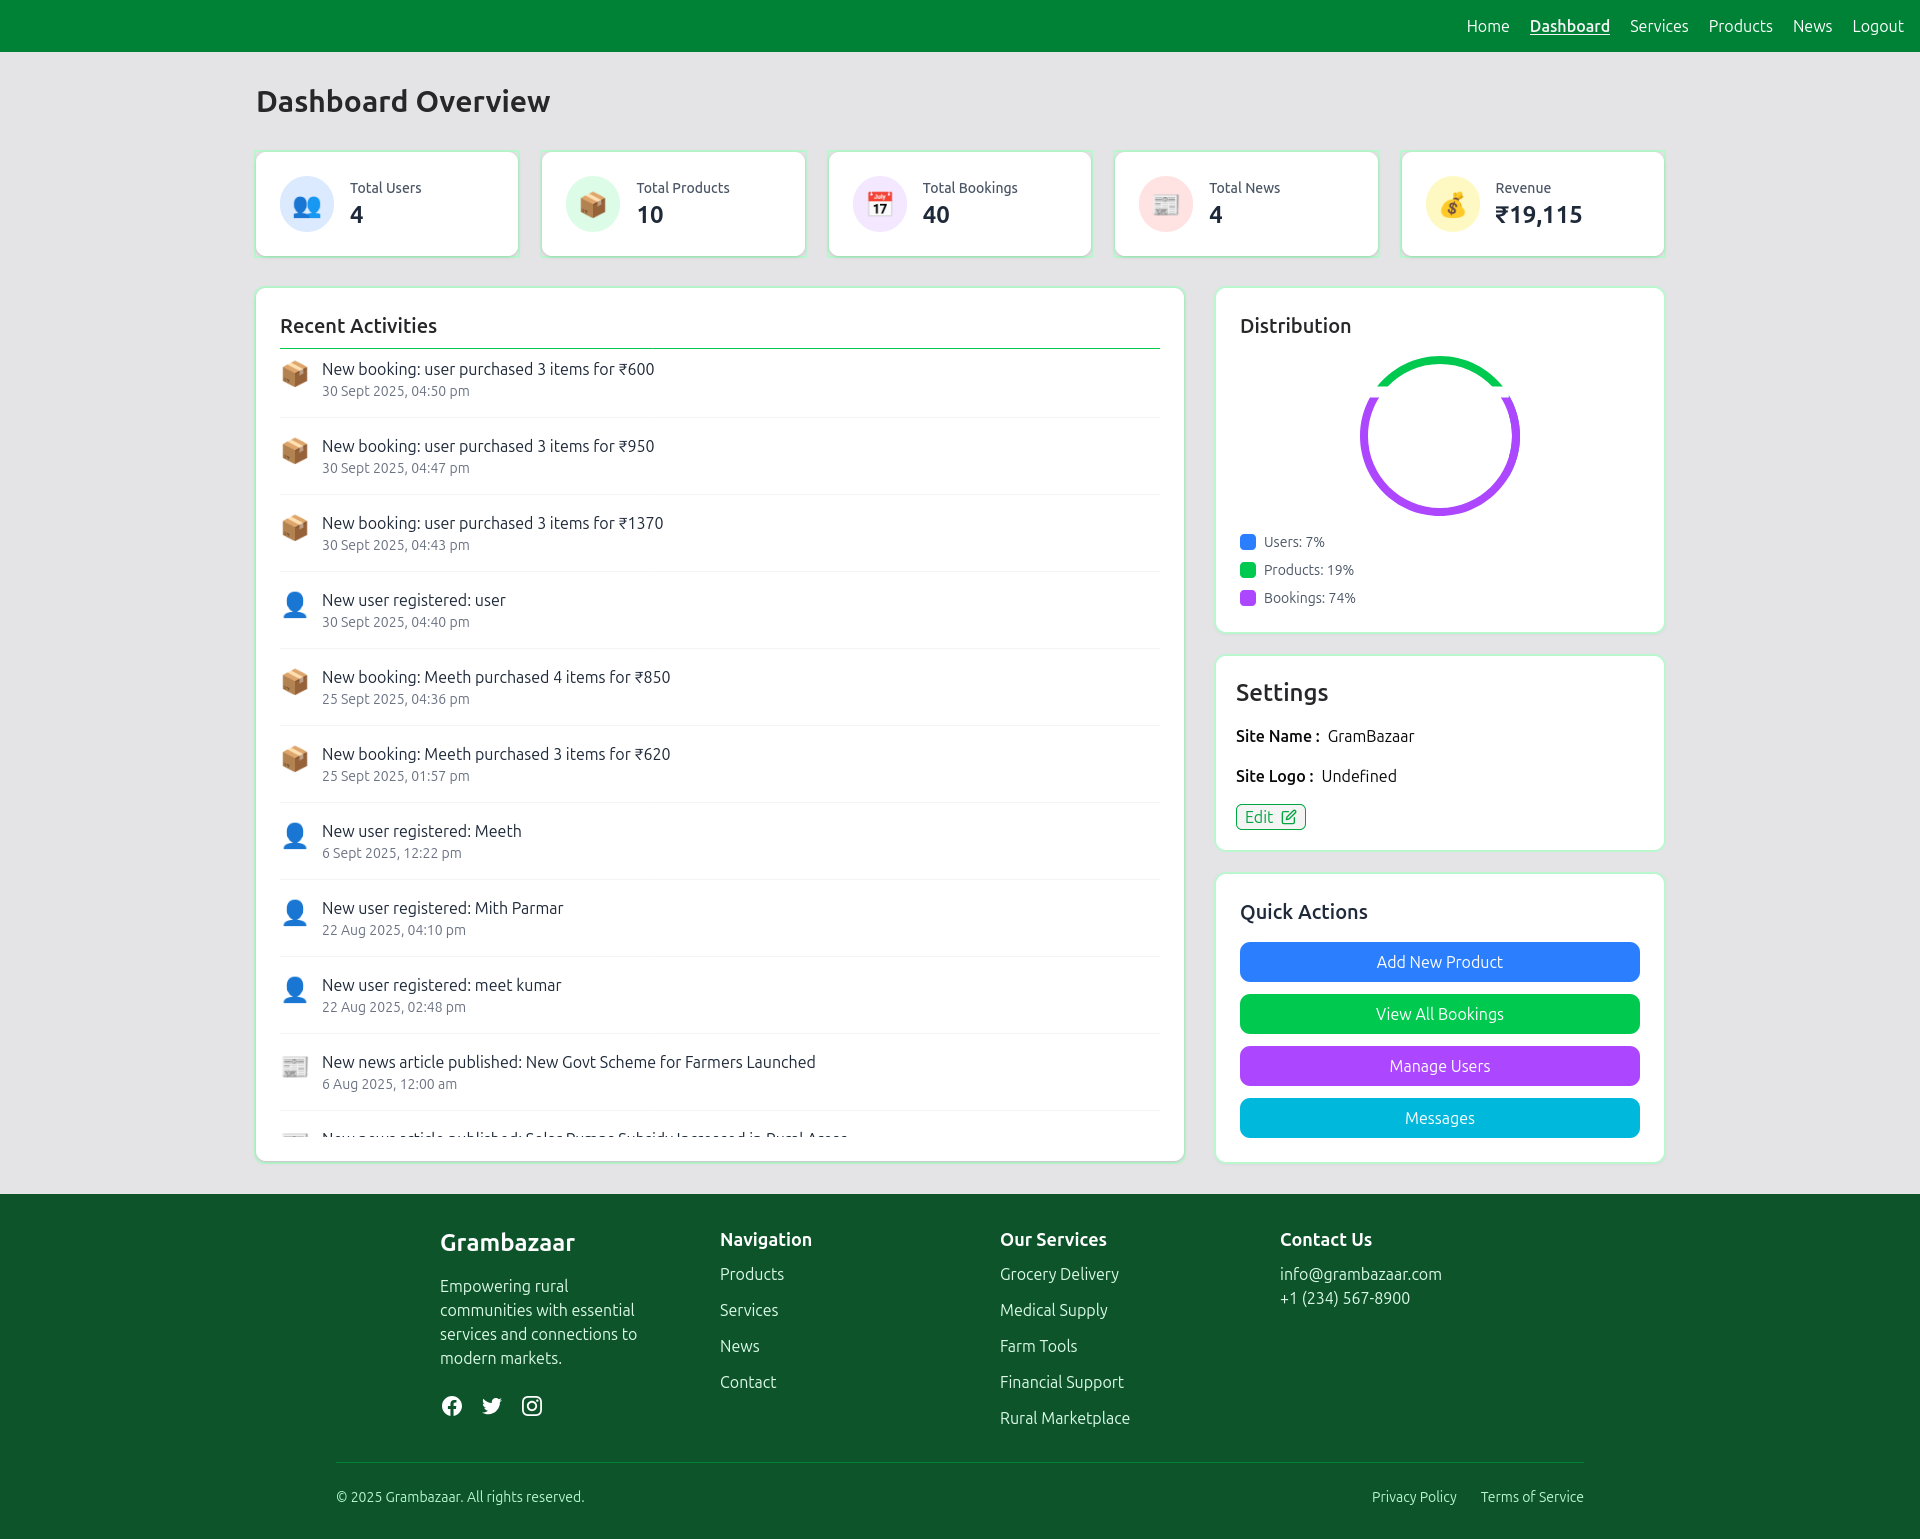 Home Dashboard Services Products News Logout
Dashboard Overview
Total Users
4
Total Products
10
July
17
Total Bookings
40
Total News
4
Revenue
₹19,115
Recent Activities
New booking: user purchased 3 items for ₹600
30 Sept 2025, 04:50 pm
New booking: user purchased 3 items for ₹950
30 Sept 2025, 04:47 pm
New booking: user purchased 3 items for ₹1370
30 Sept 2025, 04:43 pm
New user registered: user
30 Sept 2025, 04:40 pm
New booking: Meeth purchased 4 items for ₹850
25 Sept 2025, 04:36 pm
New booking: Meeth purchased 3 items for ₹620
25 Sept 2025, 01:57 pm
New user registered: Meeth
6 Sept 2025, 12:22 pm
New user registered: Mith Parmar
22 Aug 2025, 04:10 pm
New user registered: meet kumar
22 Aug 2025, 02:48 pm
New news article published: New Govt Scheme for Farmers Launched
6 Aug 2025, 12:00 am
New news article published: Solar Pumps Subsidy Increased in Rural Areas
Distribution
Users: 7%
Products: 19%
Bookings: 74%
Settings
Site Name : GramBazaar
Site Logo : Undefined
Edit
Quick Actions
Add New Product
View All Bookings
Manage Users
Messages
Grambazaar
Empowering rural
communities with essential
services and connections to
modern markets.
Navigation
Products
Services
News
Contact
Our Services
Grocery Delivery
Medical Supply
Farm Tools
Financial Support
Rural Marketplace
Contact Us
info@grambazaar.com
+1 (234) 567-8900
© 2025 Grambazaar. All rights reserved.
Privacy Policy Terms of Service